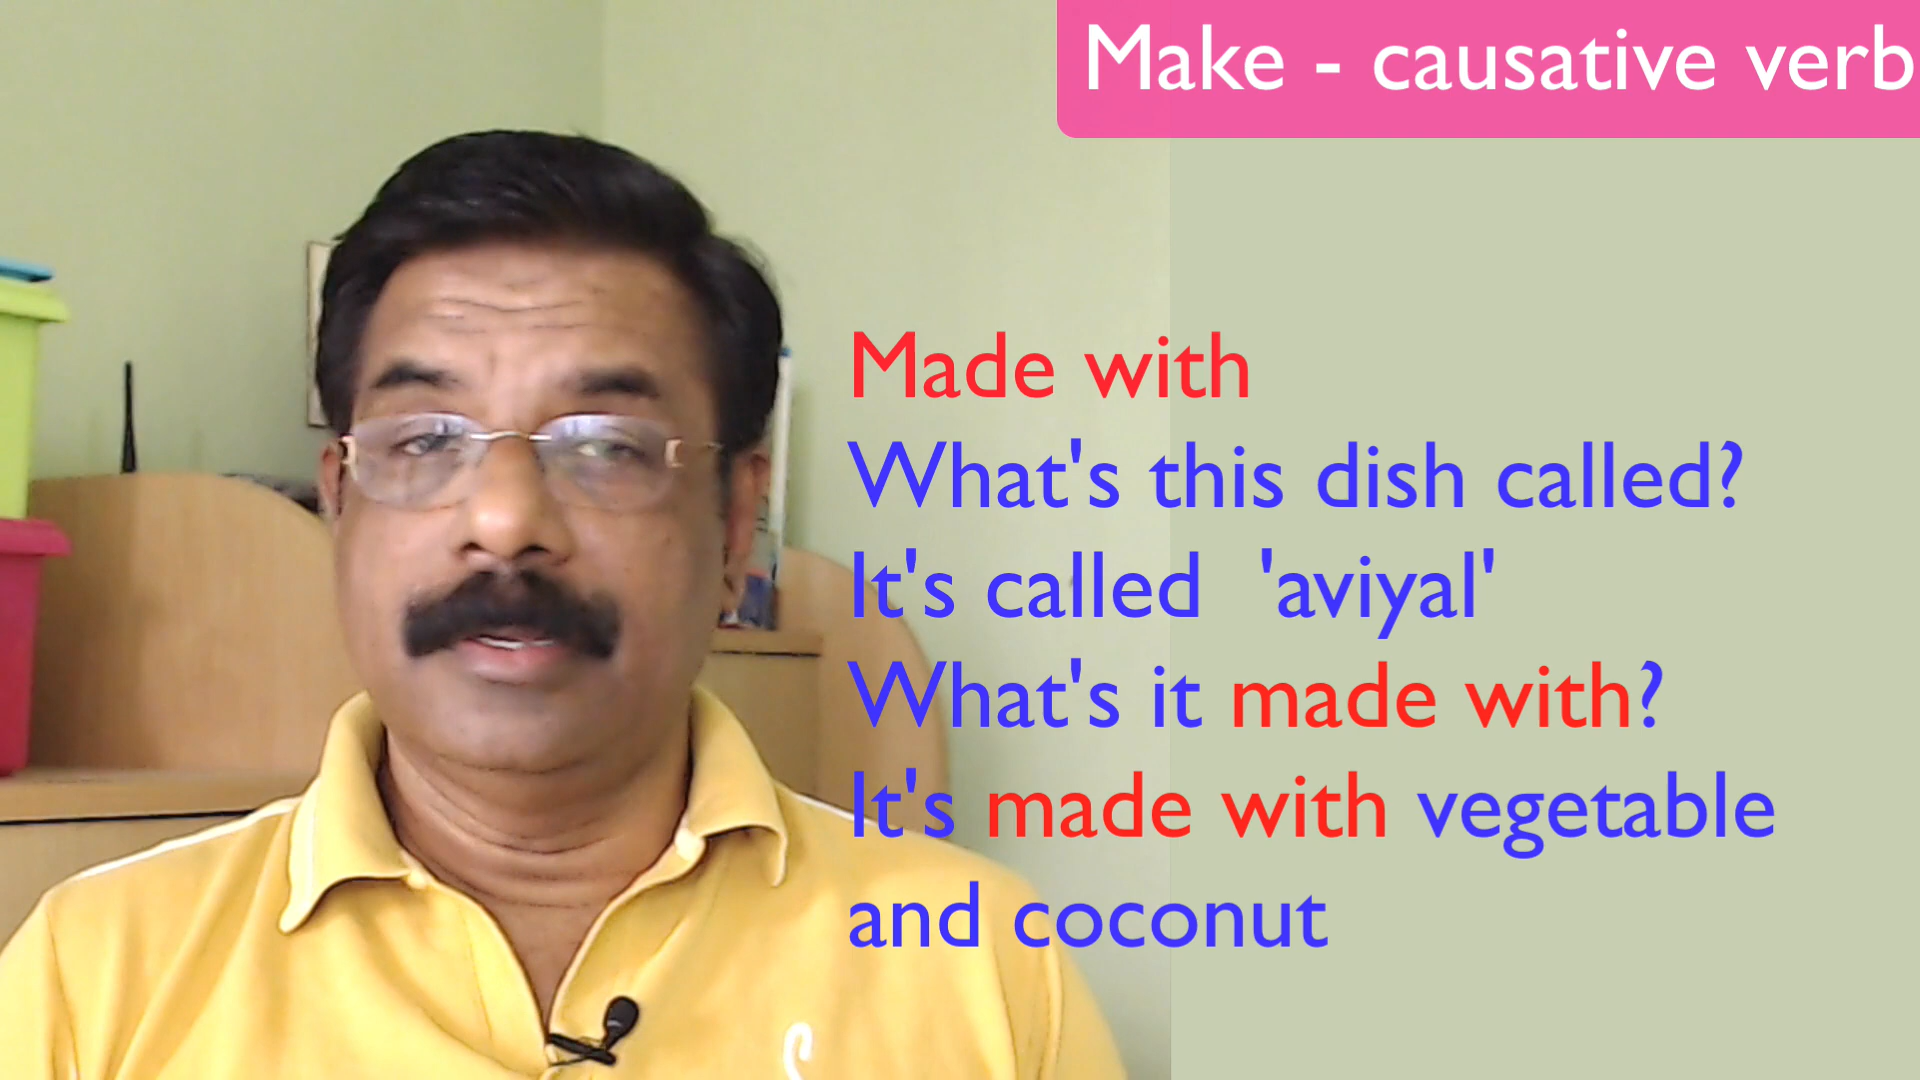 Make - causative verb
Made with
What's this dish called?
It's called 'aviyal'
What's it made with?
It's made with vegetable
and coconut